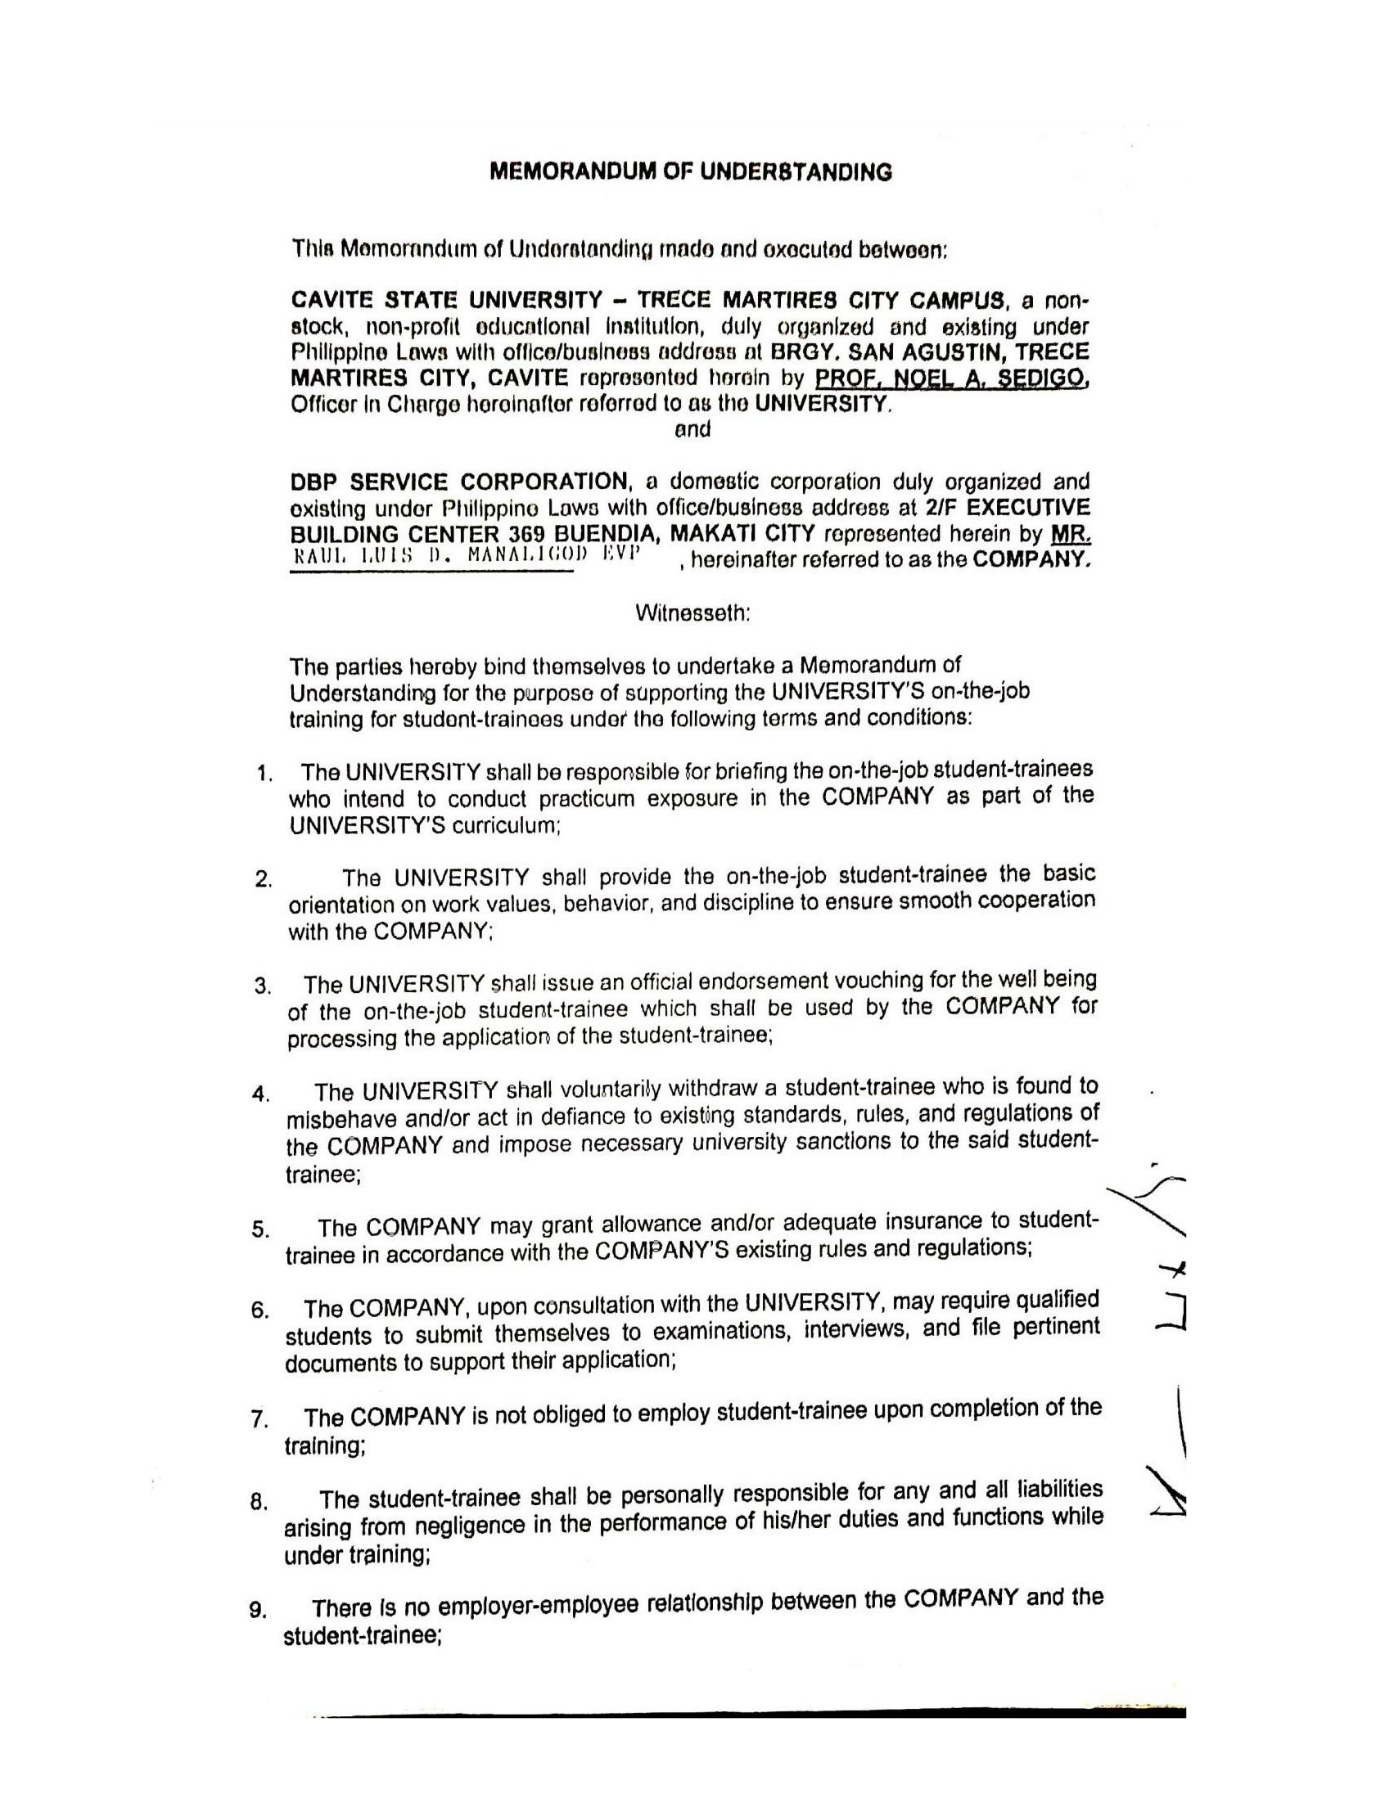 MEMORANDUM OF UNDERSTANDING
This Memorandum of Understanding made and executed between:
CAVITE STATE UNIVERSITY – TRECE MARTIRES CITY CAMPUS, a non-
stock, non-profit educational institution, duly organized and existing under
Philippine Laws with office/business address at BRGY. SAN AGUSTIN, TRECE
MARTIRES CITY, CAVITE represented herein by PROF. NOEL A. SEDIGO,
Officer in Charge hereinafter referred to as the UNIVERSITY.
and
DBP SERVICE CORPORATION, a domestic corporation duly organized and
existing under Philippine Laws with office/business address at 2/F EXECUTIVE
BUILDING CENTER 369 BUENDIA, MAKATI CITY represented herein by MR.
RAUL LUIS D. MANALIGOD EVP , hereinafter referred to as the COMPANY.
Witnesseth:
The parties hereby bind themselves to undertake a Memorandum of
Understanding for the purpose of supporting the UNIVERSITY'S on-the-job
training for student-trainees under the following terms and conditions:
1. The UNIVERSITY shall be responsible for briefing the on-the-job student-trainees
who intend to conduct practicum exposure in the COMPANY as part of the
UNIVERSITY'S curriculum;
2. The UNIVERSITY shall provide the on-the-job student-trainee the basic
orientation on work values, behavior, and discipline to ensure smooth cooperation
with the COMPANY;
3. The UNIVERSITY shall issue an official endorsement vouching for the well being
of the on-the-job student-trainee which shall be used by the COMPANY for
processing the application of the student-trainee;
4. The UNIVERSITY shall voluntarily withdraw a student-trainee who is found to
misbehave and/or act in defiance to existing standards, rules, and regulations of
the COMPANY and impose necessary university sanctions to the said student-
trainee;
5. The COMPANY may grant allowance and/or adequate insurance to student-
trainee in accordance with the COMPANY'S existing rules and regulations;
6. The COMPANY, upon consultation with the UNIVERSITY, may require qualified
students to submit themselves to examinations, interviews, and file pertinent
documents to support their application;
7. The COMPANY is not obliged to employ student-trainee upon completion of the
training;
8. The student-trainee shall be personally responsible for any and all liabilities
arising from negligence in the performance of his/her duties and functions while
under training;
9. There is no employer-employee relationship between the COMPANY and the
student-trainee;